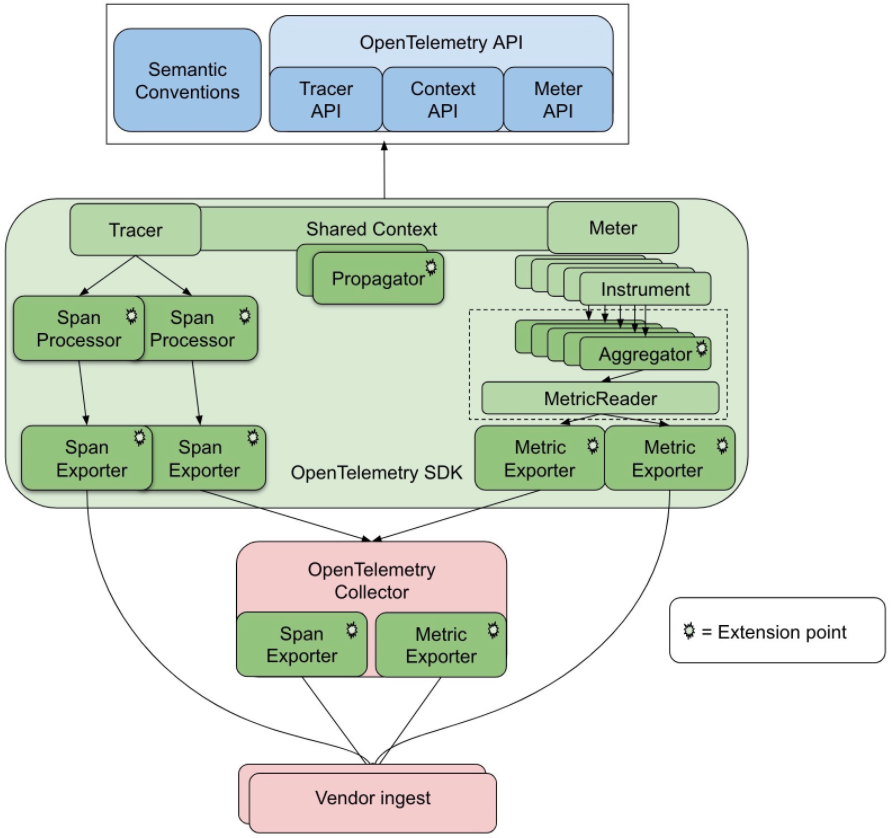 OpenTelemetry API
Semantic
Conventions
Tracer
API
Context
API
Meter
API
Tracer
Shared Context
Meter
Propagator
Instrument
Span
Processor
Span
Processor
Aggregator
MetricReader
Span
Exporter
Span
Exporter
OpenTelemetry SDK
Metric
Exporter
Metric
Exporter
OpenTelemetry
Collector
Span
Exporter
Metric
Exporter
= Extension point
Vendor ingest